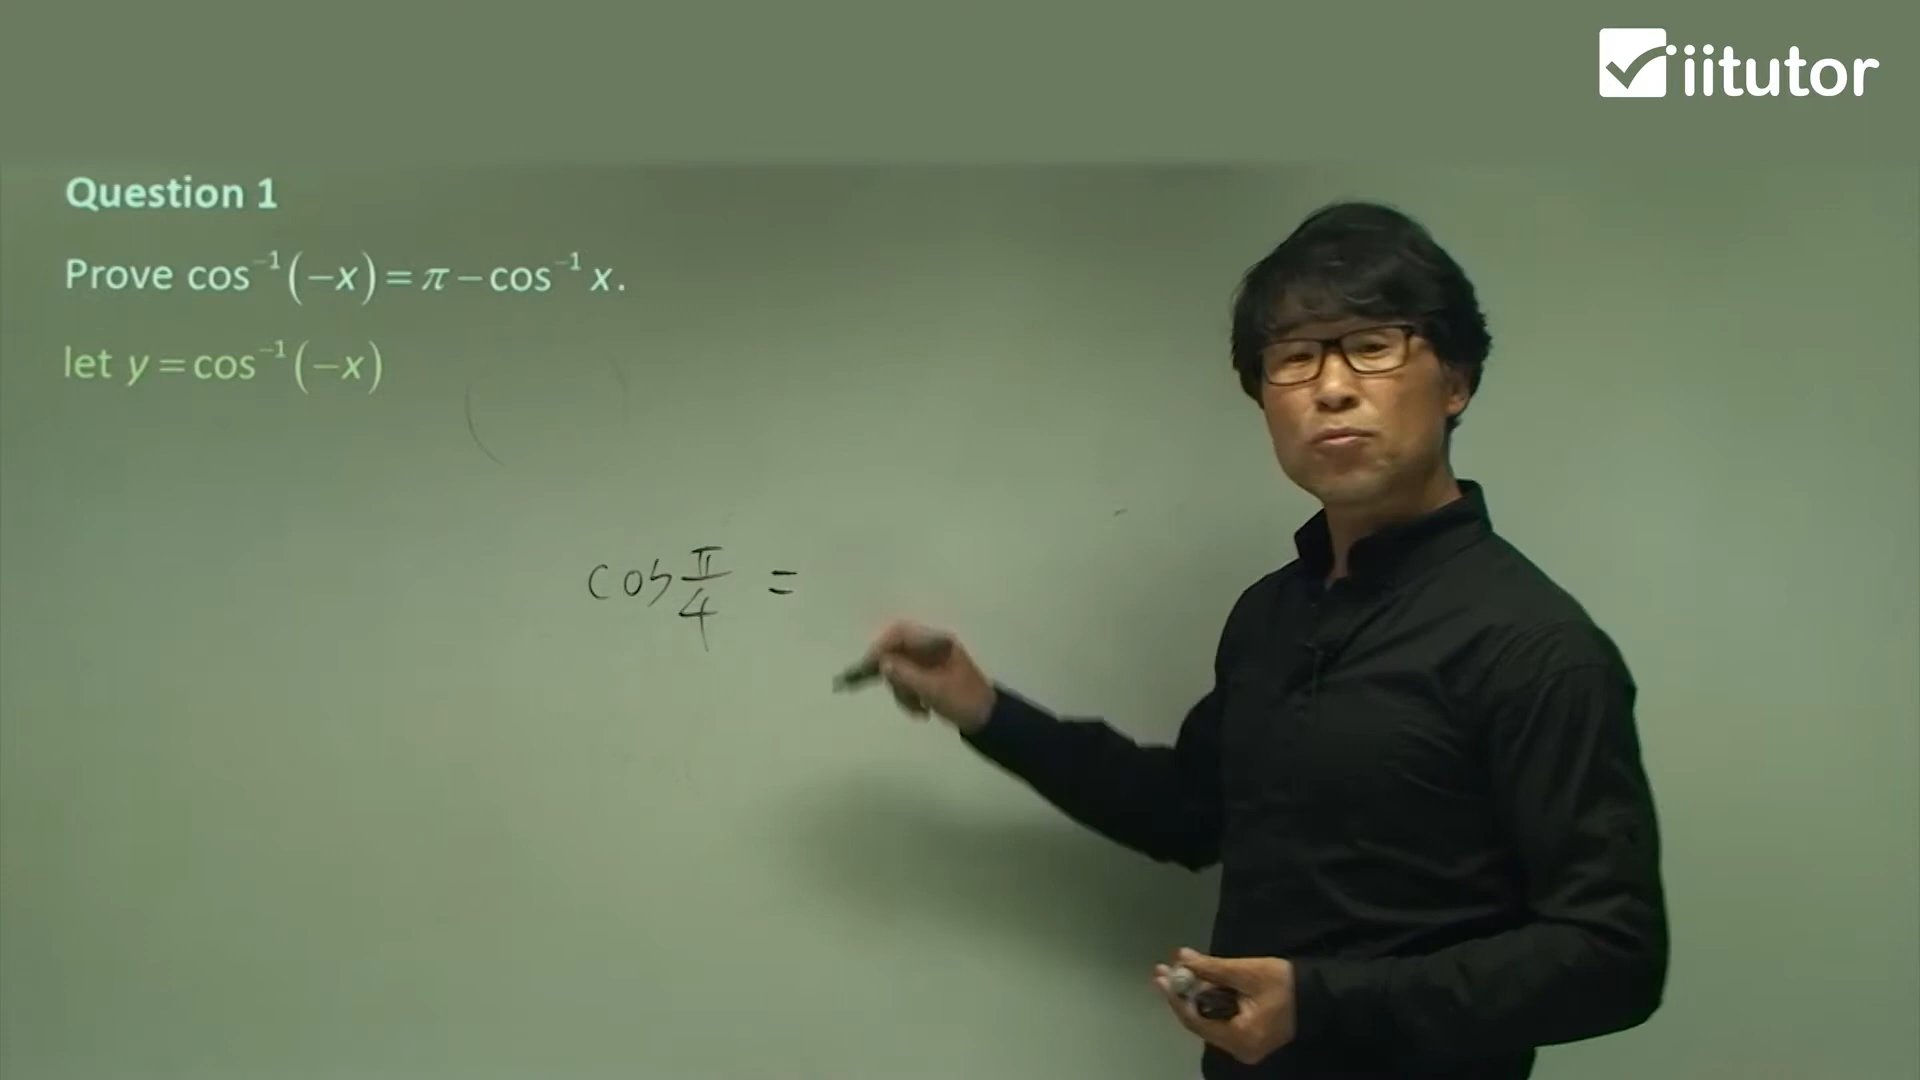 iitutor
Question 1
Prove cos⁻¹(−x) = π − cos⁻¹ x.
let y = cos⁻¹(−x)
cos π/4 =